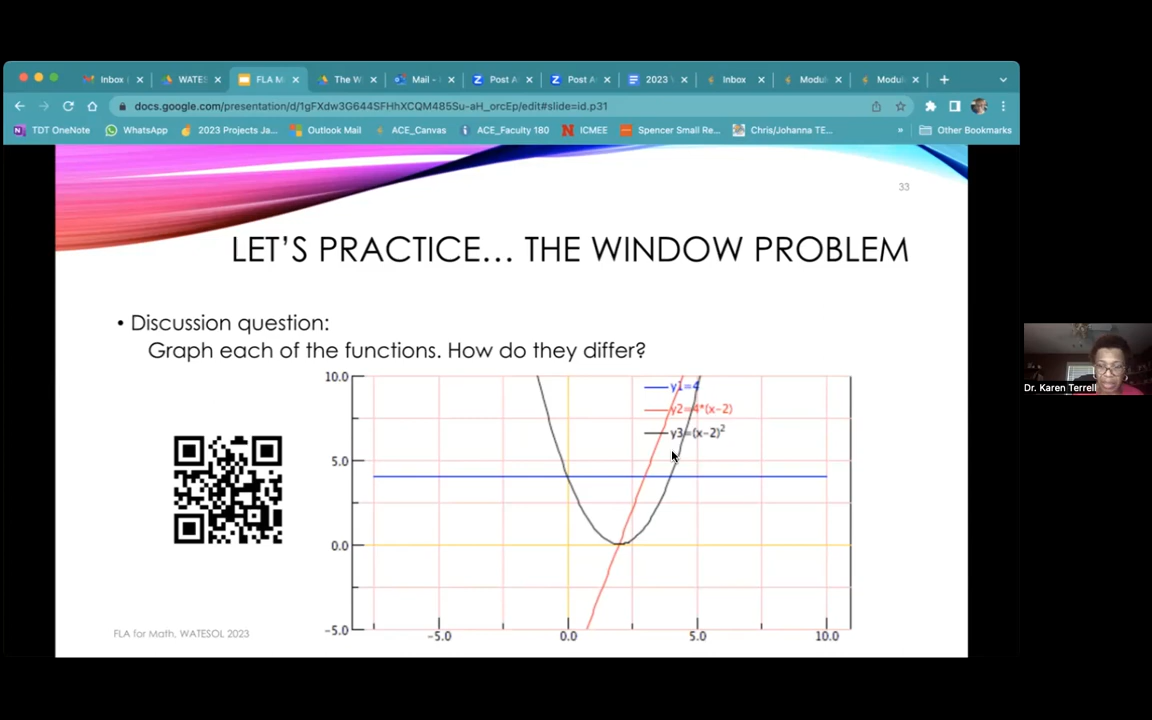 Inbox (
WATES
FLA M
The W
Mail -
Post A
Post A
2023
Inbox
Modul
Modul
docs.google.com/presentation/d/1gFXdw3G644SFHhXCQM485Su-aH_orcEp/edit#slide=id.p31
TDT OneNote
WhatsApp
2023 Projects Ja...
Outlook Mail
ACE_Canvas
ACE_Faculty 180
ICMEE
Spencer Small Re...
Chris/Johanna TE...
»
Other Bookmarks
33
LET'S PRACTICE... THE WINDOW PROBLEM
• Discussion question:
Graph each of the functions. How do they differ?
10.0
5.0
0.0
-5.0
y1=4
y2=4*(x-2)
y3=(x-2)²
-5.0
0.0
5.0
10.0
FLA for Math. WATESOL 2023
Dr. Karen Terrell